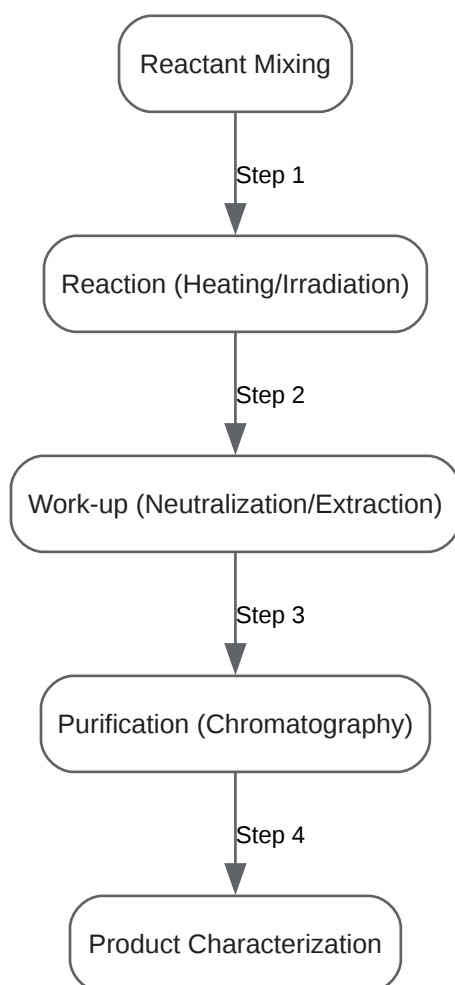 Reactant Mixing
Step 1
Reaction (Heating/Irradiation)
Step 2
Work-up (Neutralization/Extraction)
Step 3
Purification (Chromatography)
Step 4
Product Characterization